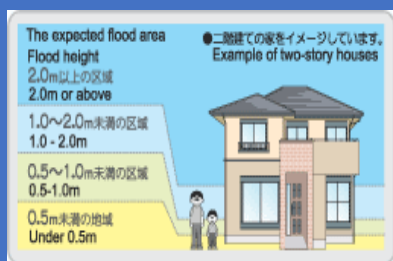 The expected flood area
Flood height
2.0m以上の区域
2.0m or above
1.0～2.0m未満の区域
1.0 - 2.0m
0.5～1.0m未満の区域
0.5-1.0m
0.5m未満の地域
Under 0.5m
●二階建ての家をイメージしています。
Example of two-story houses